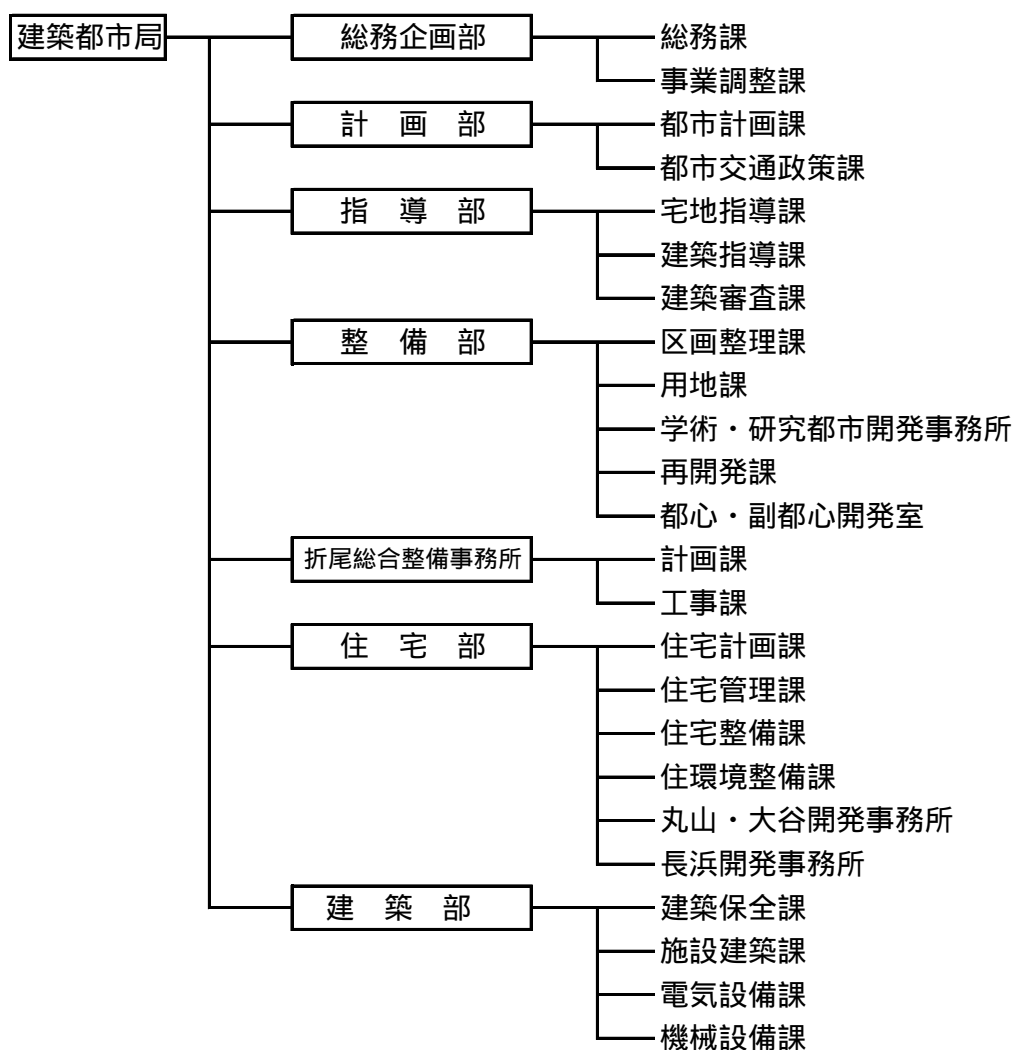 建築都市局 総務企画部 総務課
事業調整課
計画部 都市計画課
都市交通政策課
指導部 宅地指導課
建築指導課
建築審査課
整備部 区画整理課
用地課
学術・研究都市開発事務所
再開発課
都心・副都心開発室
折尾総合整備事務所 計画課
工事課
住宅部 住宅計画課
住宅管理課
住宅整備課
住環境整備課
丸山・大谷開発事務所
長浜開発事務所
建築部 建築保全課
施設建築課
電気設備課
機械設備課